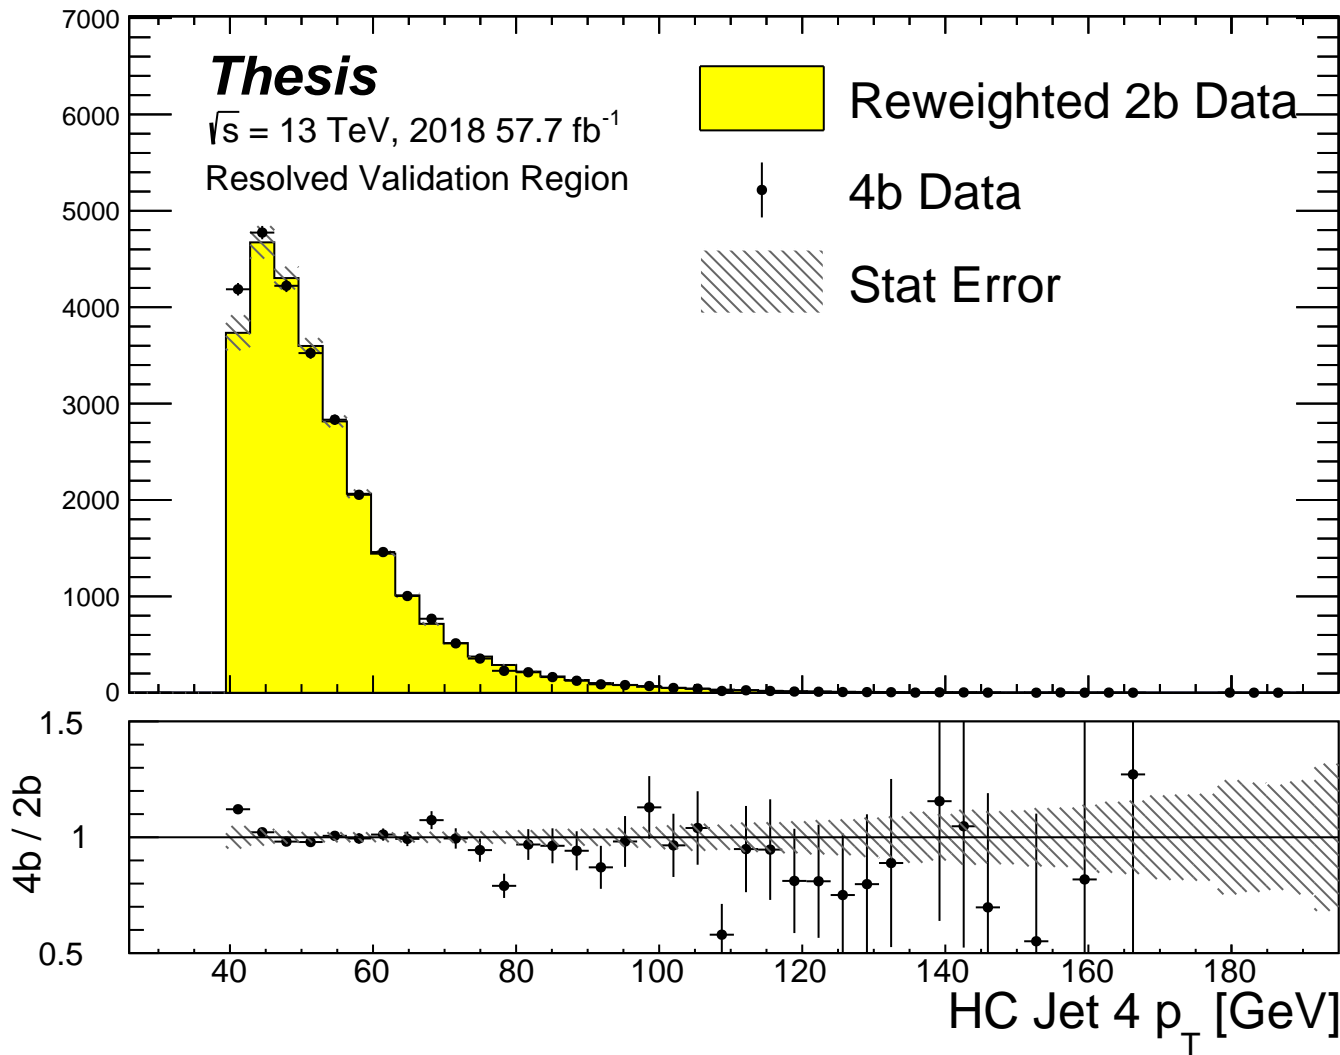 7000
6000
5000
4000
3000
2000
1000
0
Thesis
√s = 13 TeV, 2018 57.7 fb⁻¹
Resolved Validation Region
Reweighted 2b Data
4b Data
Stat Error
1.5
1
0.5
4b / 2b
40 60 80 100 120 140 160 180
HC Jet 4 p_T [GeV]